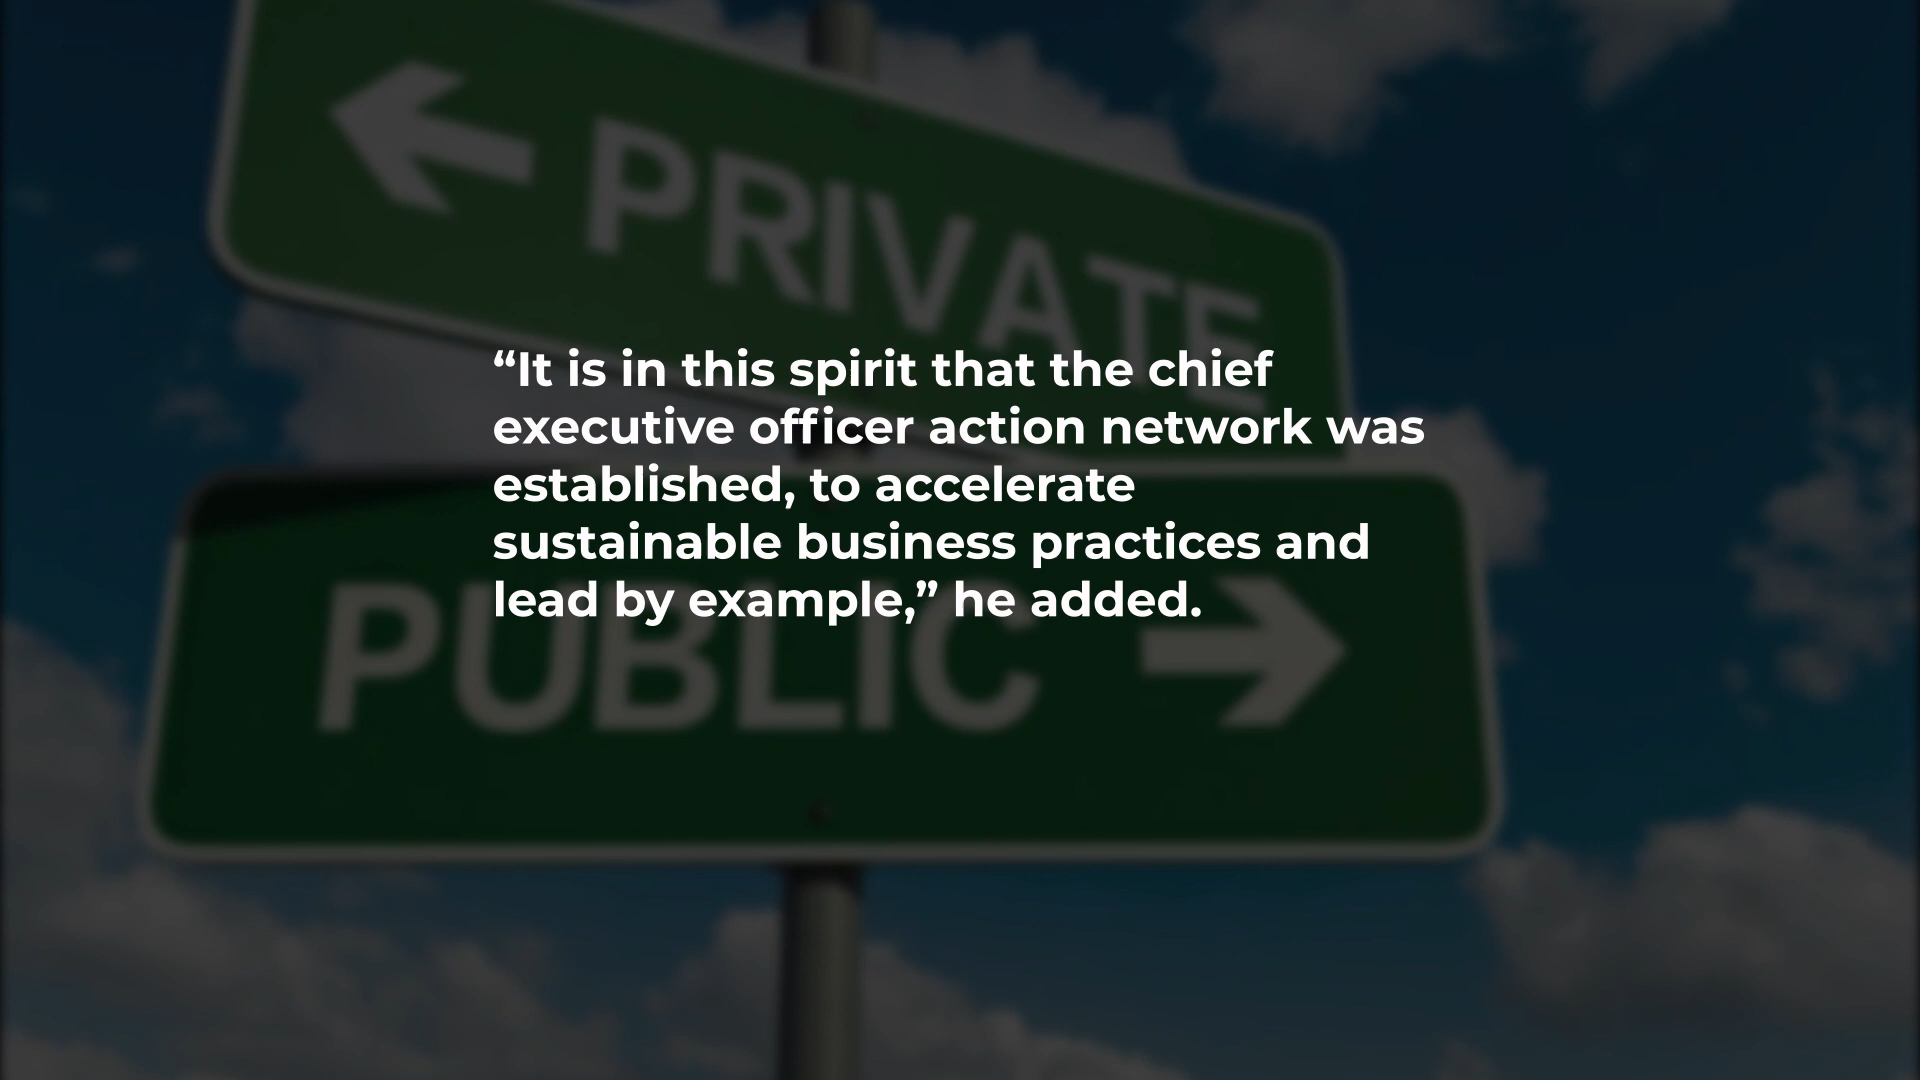 PRIVATE
“It is in this spirit that the chief
executive officer action network was
established, to accelerate
sustainable business practices and
lead by example,” he added.
PUBLIC